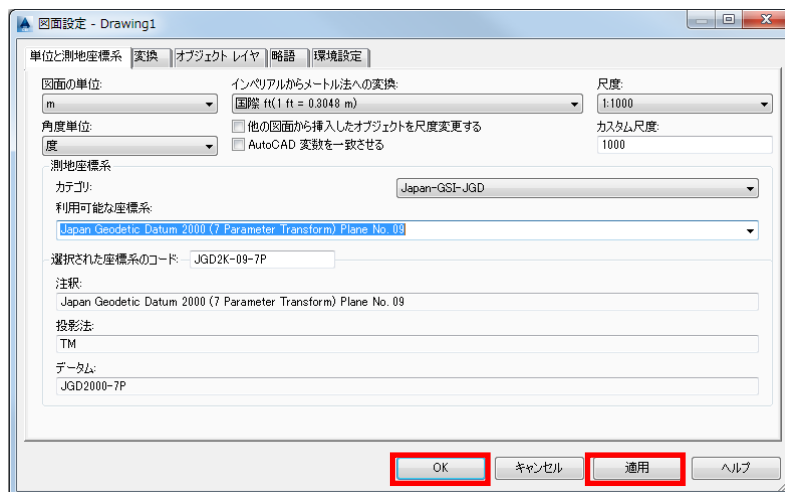 図面設定 - Drawing1
単位と測地座標系 変換 オブジェクト レイヤ 略語 環境設定
図面の単位: インペリアルからメートル法への変換: 尺度:
m 国際 ft(1 ft = 0.3048 m) 1:1000
角度単位: 他の図面から挿入したオブジェクトを尺度変更する カスタム尺度:
度 AutoCAD 変数を一致させる 1000
測地座標系
カテゴリ: Japan-GSI-JGD
利用可能な座標系:
Japan Geodetic Datum 2000 (7 Parameter Transform) Plane No. 09
選択された座標系のコード: JGD2K-09-7P
注釈:
Japan Geodetic Datum 2000 (7 Parameter Transform) Plane No. 09
投影法:
TM
データム:
JGD2000-7P
OK キャンセル 適用 ヘルプ